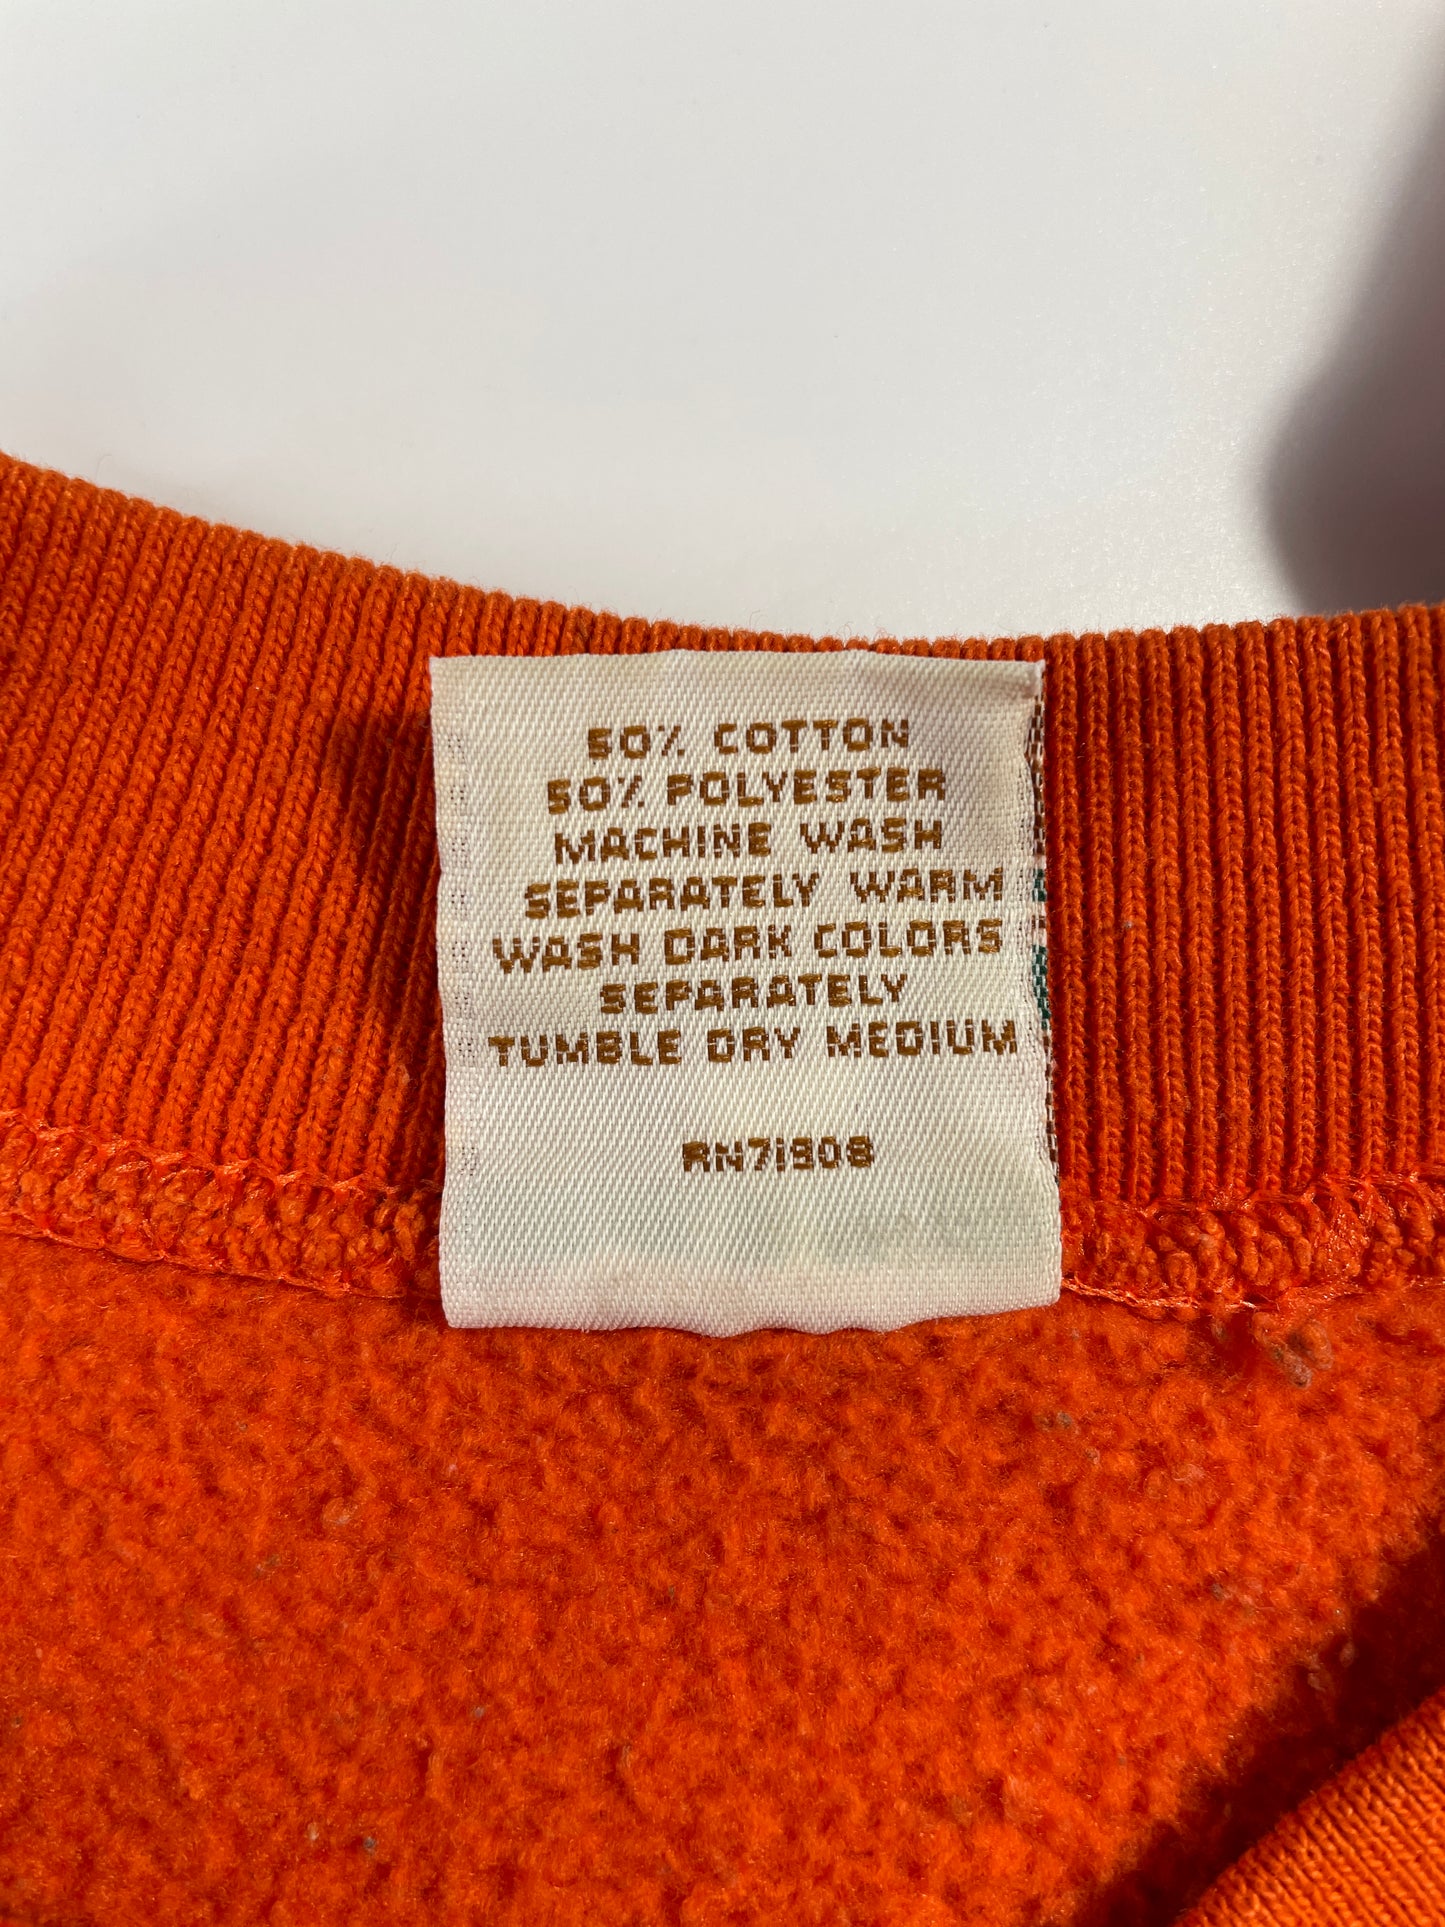 50% COTTON
50% POLYESTER
MACHINE WASH
SEPARATELY WARM
WASH DARK COLORS
SEPARATELY
TUMBLE DRY MEDIUM
RN71908